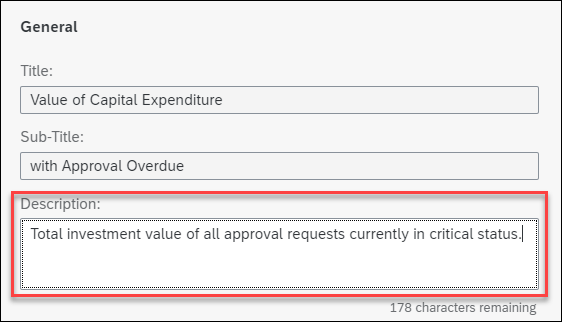 General
Title:
Value of Capital Expenditure
Sub-Title:
with Approval Overdue
Description:
Total investment value of all approval requests currently in critical status.
178 characters remaining